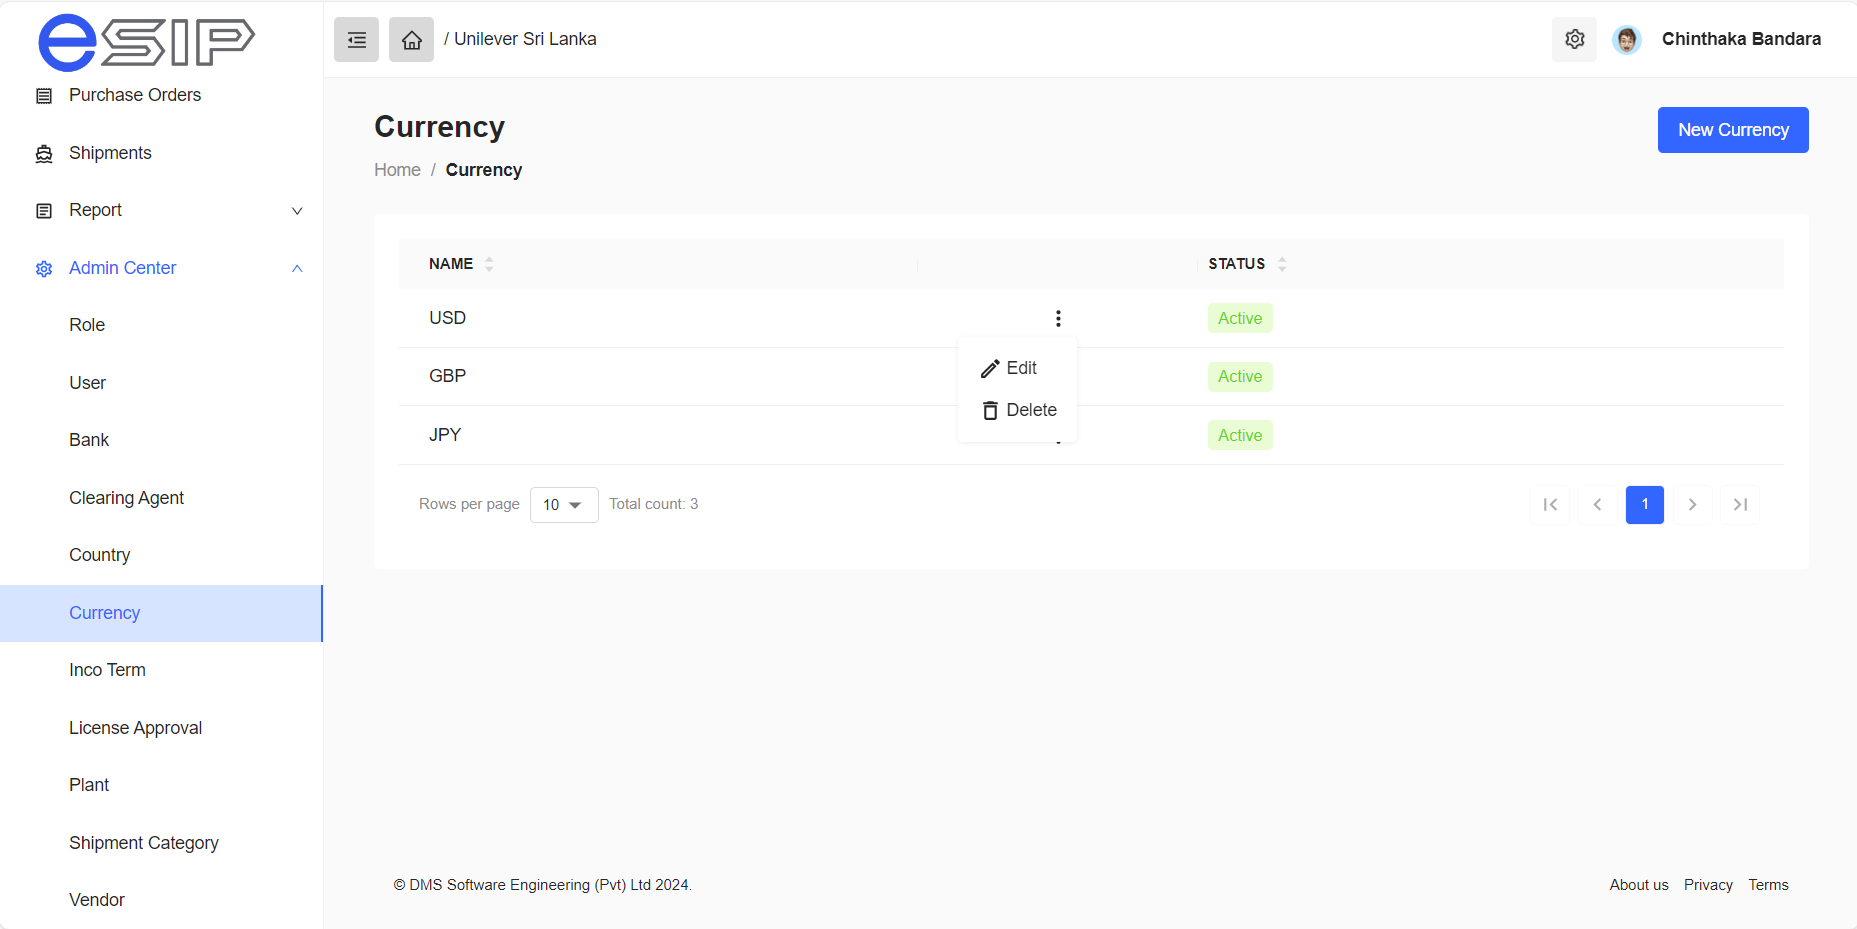 eSIP
Purchase Orders
Shipments
Report
Admin Center
Role
User
Bank
Clearing Agent
Country
Currency
Inco Term
License Approval
Plant
Shipment Category
Vendor
/ Unilever Sri Lanka
Chinthaka Bandara
Currency
New Currency
Home / Currency
NAME STATUS
USD Active
Edit
GBP Active
Delete
JPY Active
Rows per page 10 Total count: 3
1
© DMS Software Engineering (Pvt) Ltd 2024.
About us Privacy Terms